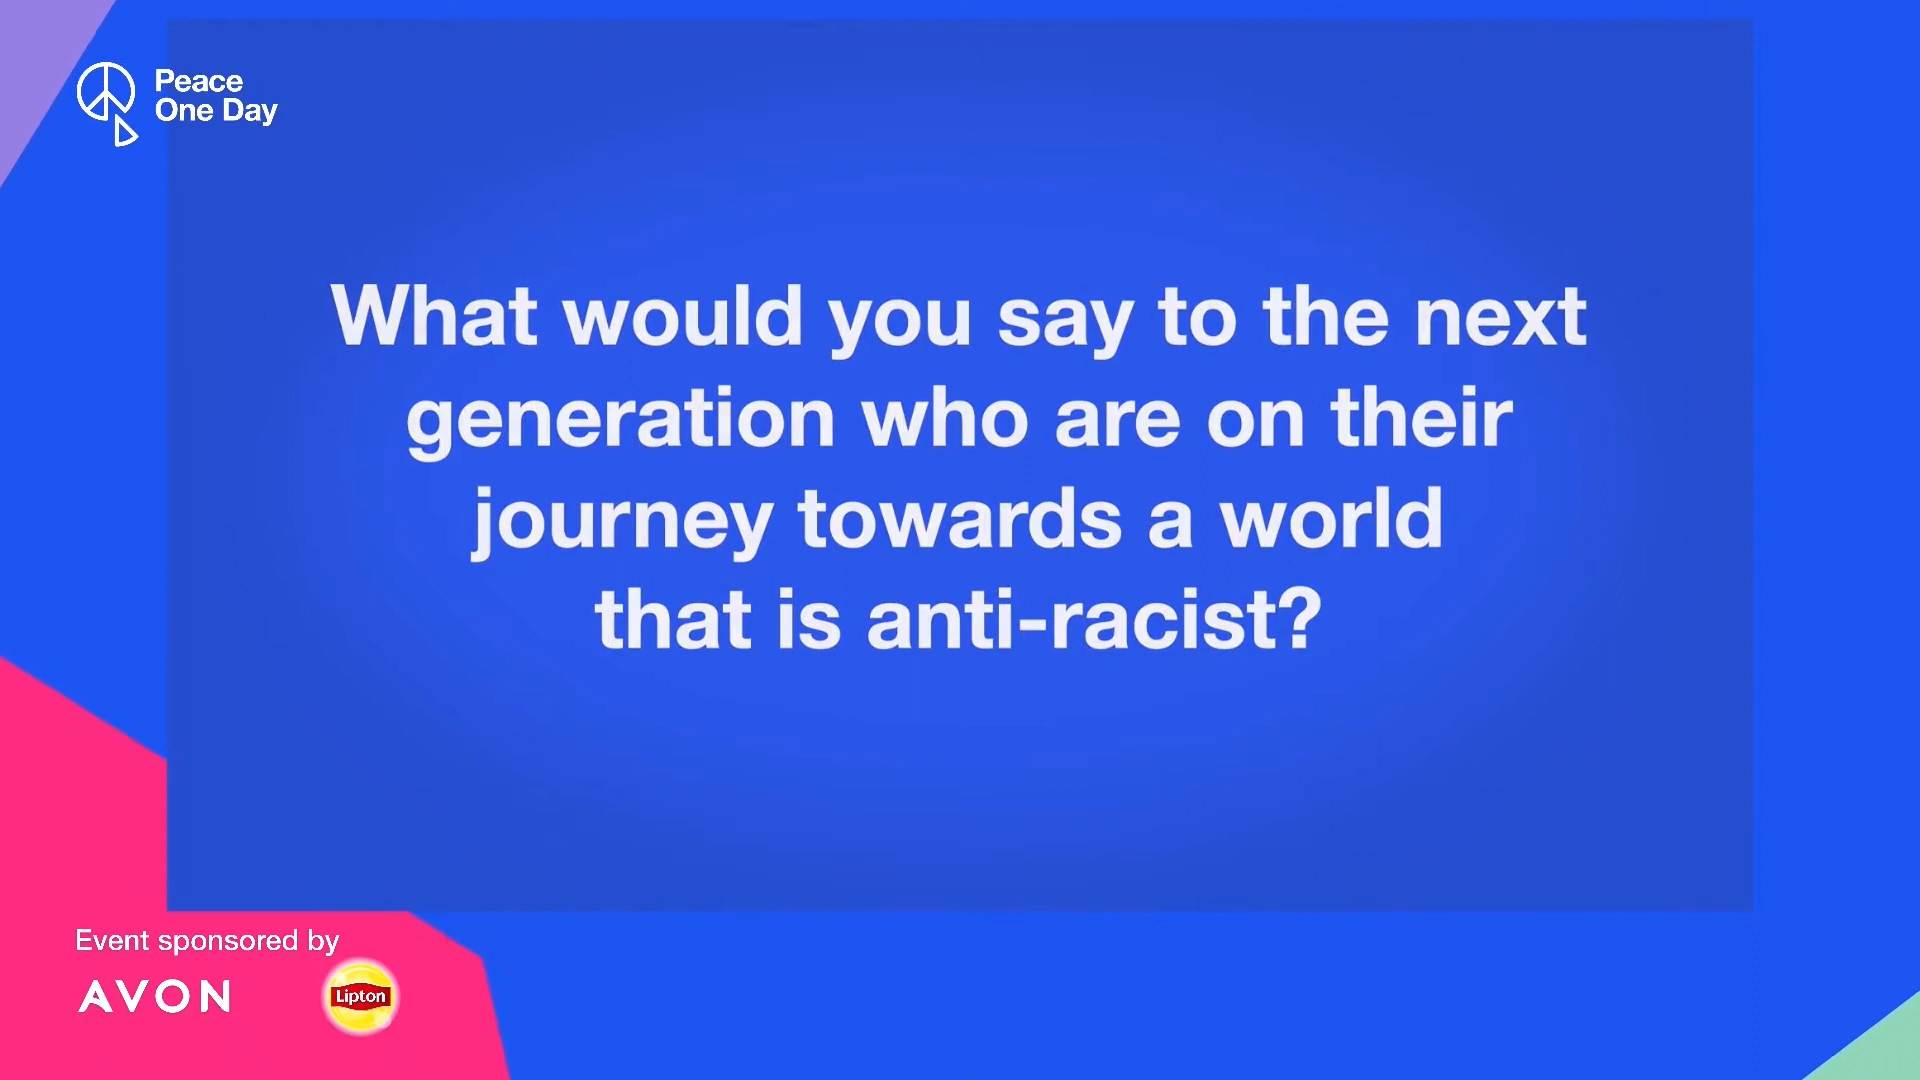 Peace
One Day
What would you say to the next
generation who are on their
journey towards a world
that is anti-racist?
Event sponsored by
AVON
Lipton